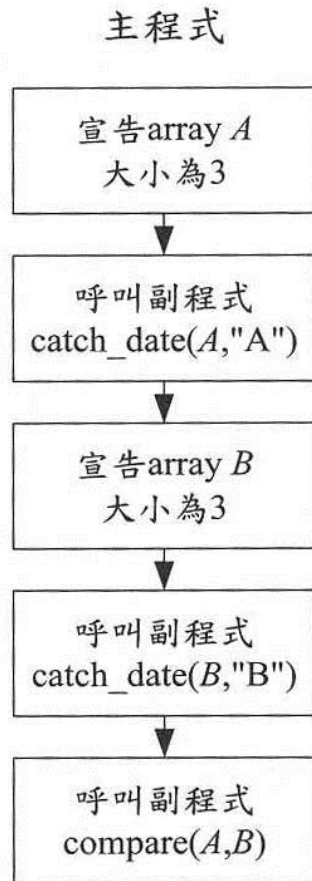 主程式
宣告array A
大小為3
呼叫副程式
catch_date(A,"A")
宣告array B
大小為3
呼叫副程式
catch_date(B,"B")
呼叫副程式
compare(A,B)